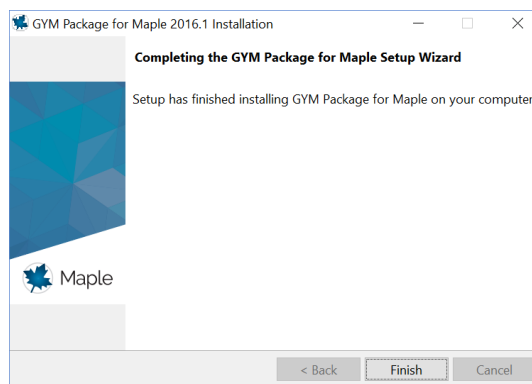 GYM Package for Maple 2016.1 Installation
Completing the GYM Package for Maple Setup Wizard
Setup has finished installing GYM Package for Maple on your computer
Maple
< Back Finish Cancel